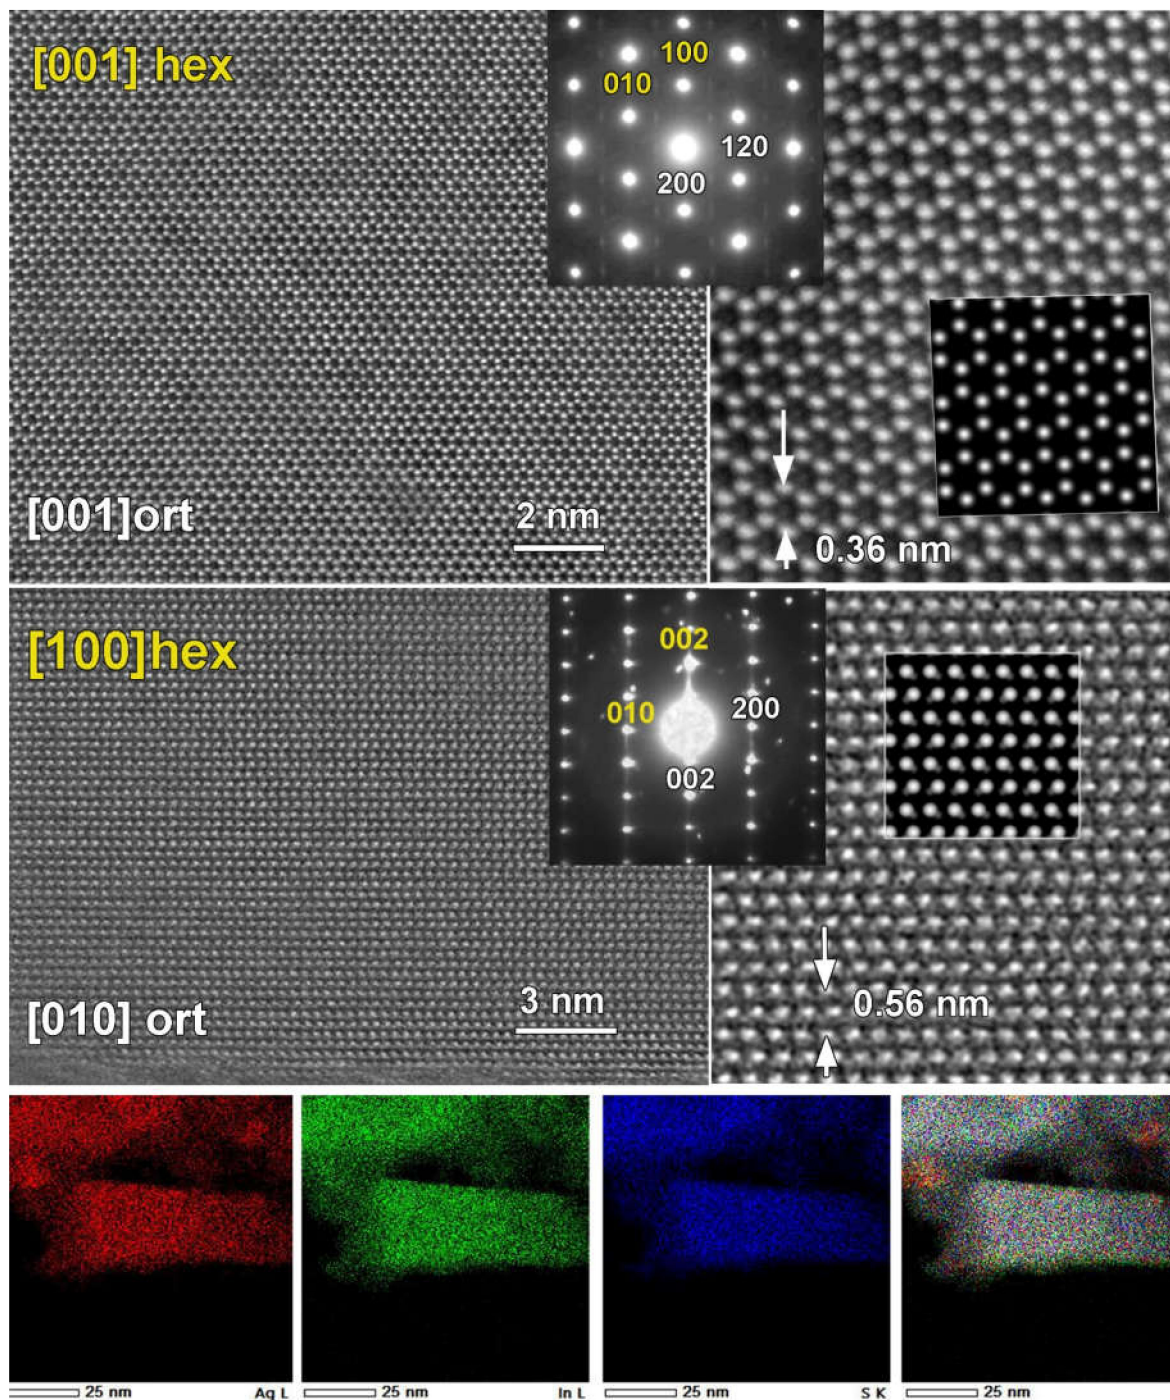 [001] hex
100
010
120
200
[001]ort
2 nm
0.36 nm
[100]hex
002
010
200
002
[010] ort
3 nm
0.56 nm
25 nm
Ag L
25 nm
In L
25 nm
S K
25 nm